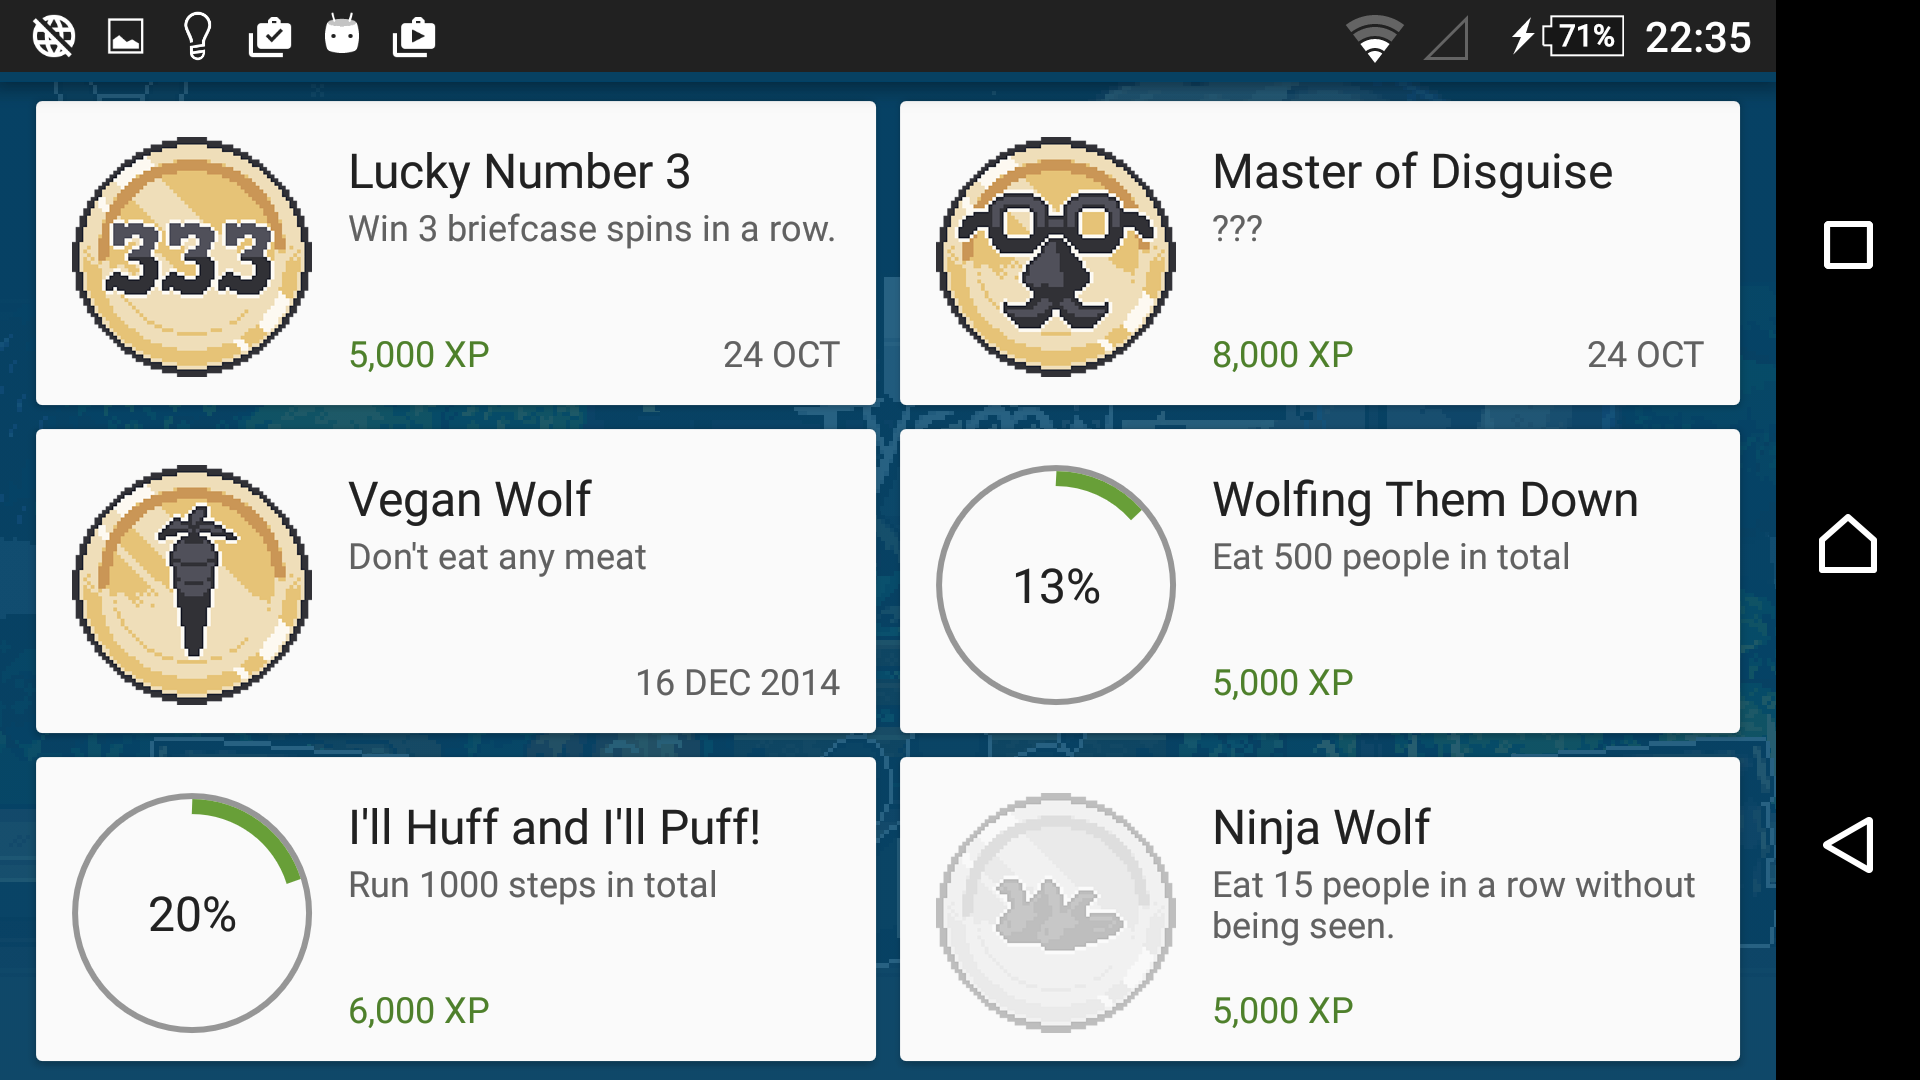 71% 22:35
333
Lucky Number 3
Win 3 briefcase spins in a row.
5,000 XP 24 OCT
Master of Disguise
???
8,000 XP 24 OCT
Vegan Wolf
Don't eat any meat
16 DEC 2014
13%
Wolfing Them Down
Eat 500 people in total
5,000 XP
20%
I'll Huff and I'll Puff!
Run 1000 steps in total
6,000 XP
Ninja Wolf
Eat 15 people in a row without
being seen.
5,000 XP